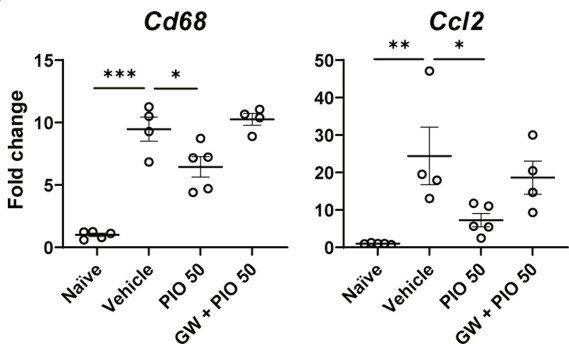 Cd68
Fold change
15
10
5
0
***
*
Naïve
Vehicle
PIO 50
GW + PIO 50
Ccl2
50
40
30
20
10
0
**
*
Naïve
Vehicle
PIO 50
GW + PIO 50